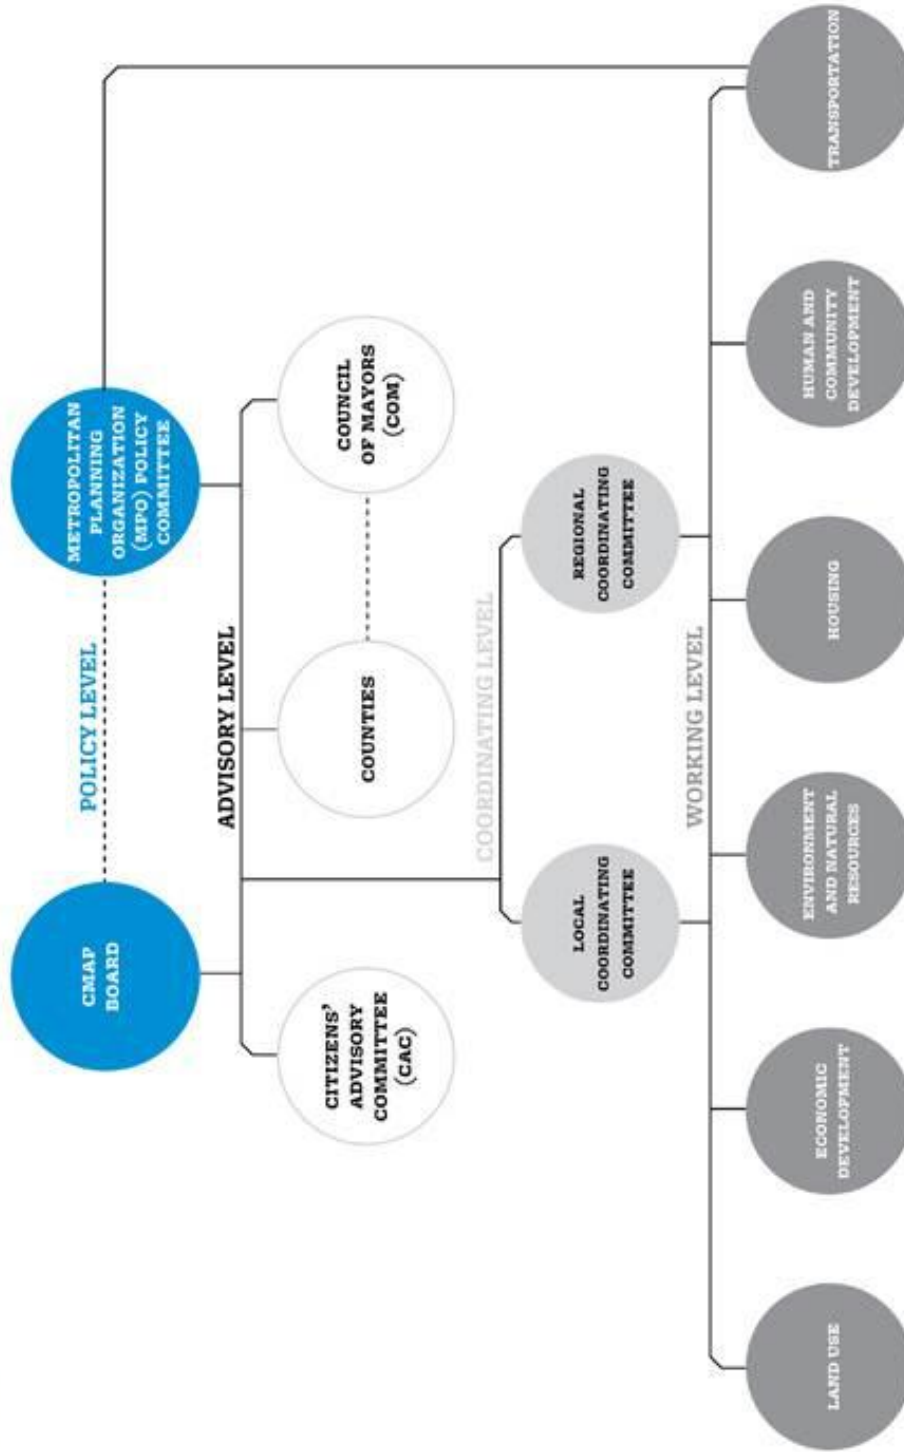 POLICY LEVEL
CMAP
BOARD
METROPOLITAN
PLANNING
ORGANIZATION
(MPO) POLICY
COMMITTEE
ADVISORY LEVEL
CITIZENS'
ADVISORY
COMMITTEE
(CAC)
COUNTIES
COUNCIL
OF MAYORS
(COM)
COORDINATING LEVEL
LOCAL
COORDINATING
COMMITTEE
REGIONAL
COORDINATING
COMMITTEE
WORKING LEVEL
LAND USE
ECONOMIC
DEVELOPMENT
ENVIRONMENT
AND NATURAL
RESOURCES
HOUSING
HUMAN AND
COMMUNITY
DEVELOPMENT
TRANSPORTATION